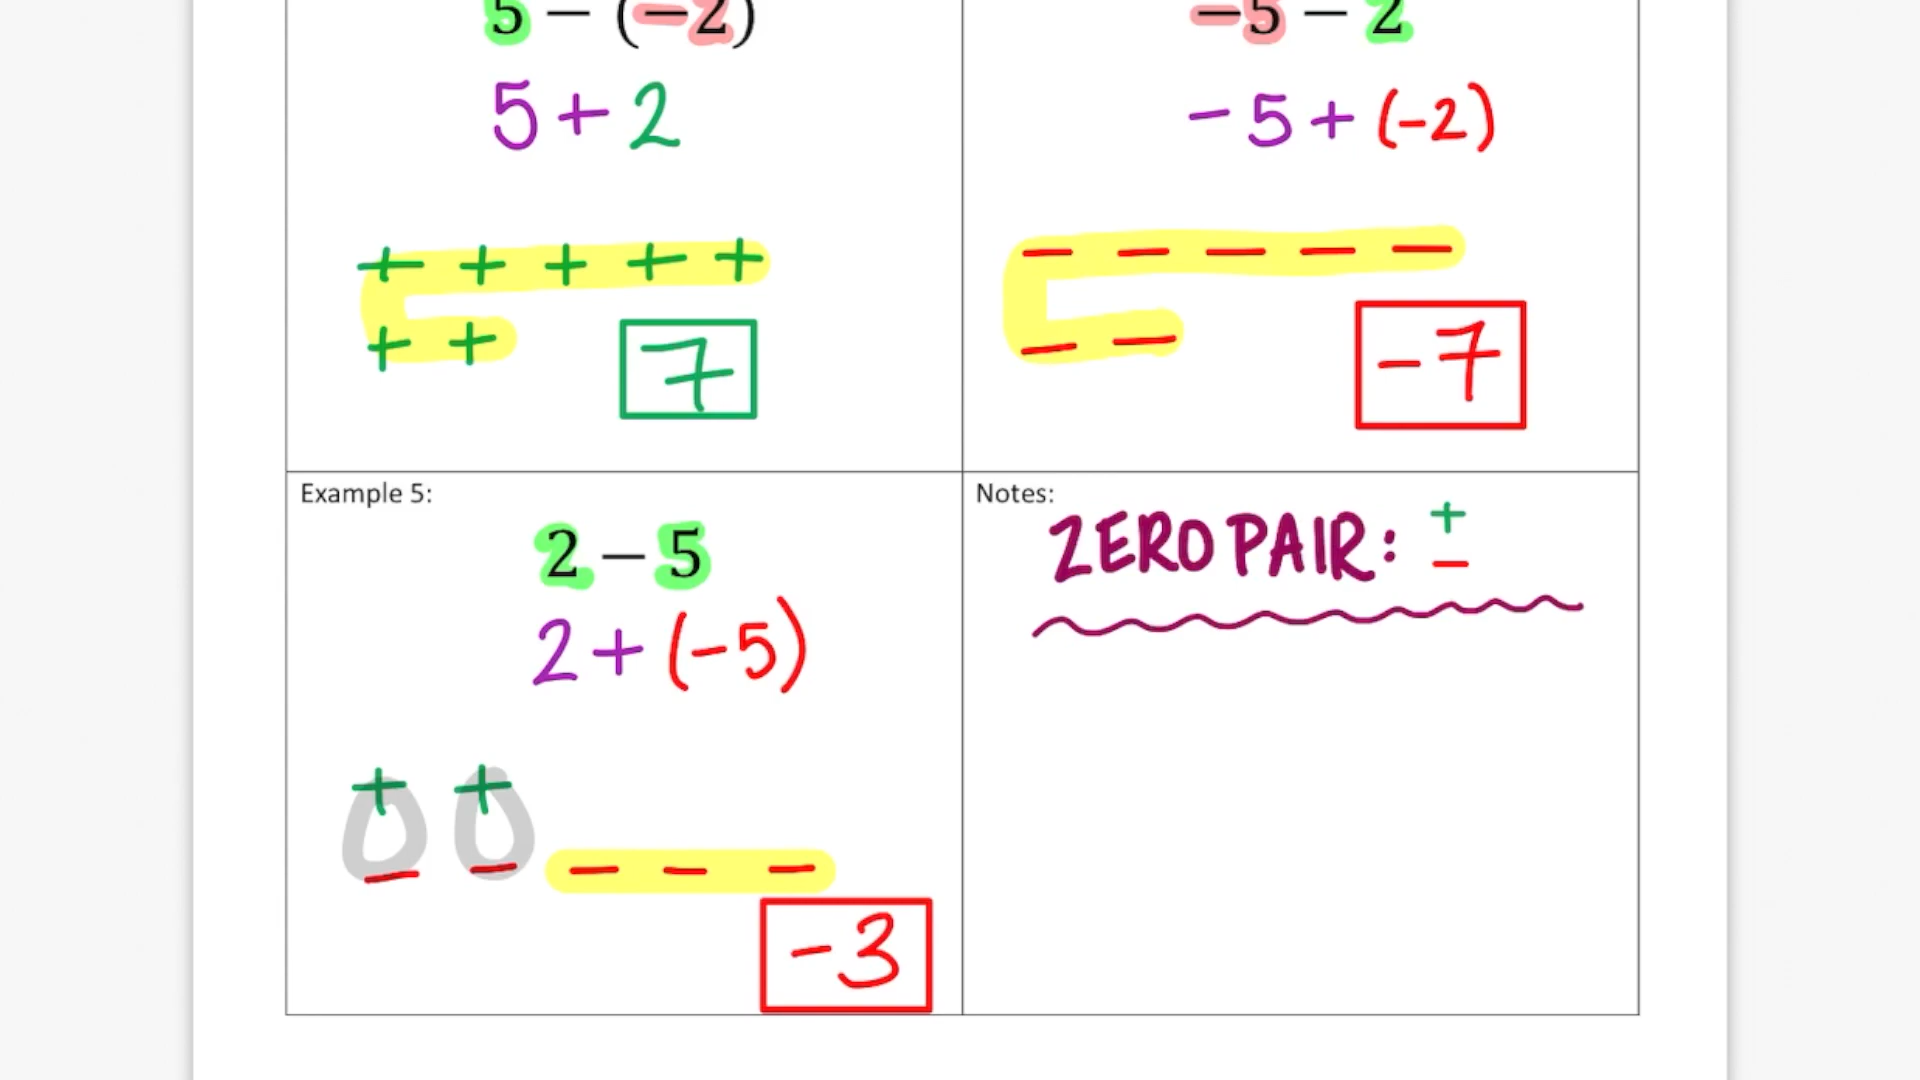 5 − (−2)
5 + 2
+ + + + +
+ +
7
−5 − 2
- 5 + (-2)
− − − − −
− −
-7
Example 5:
2 − 5
2 + (-5)
+ +
− − − − −
-3
Notes:
ZERO PAIR: +
−